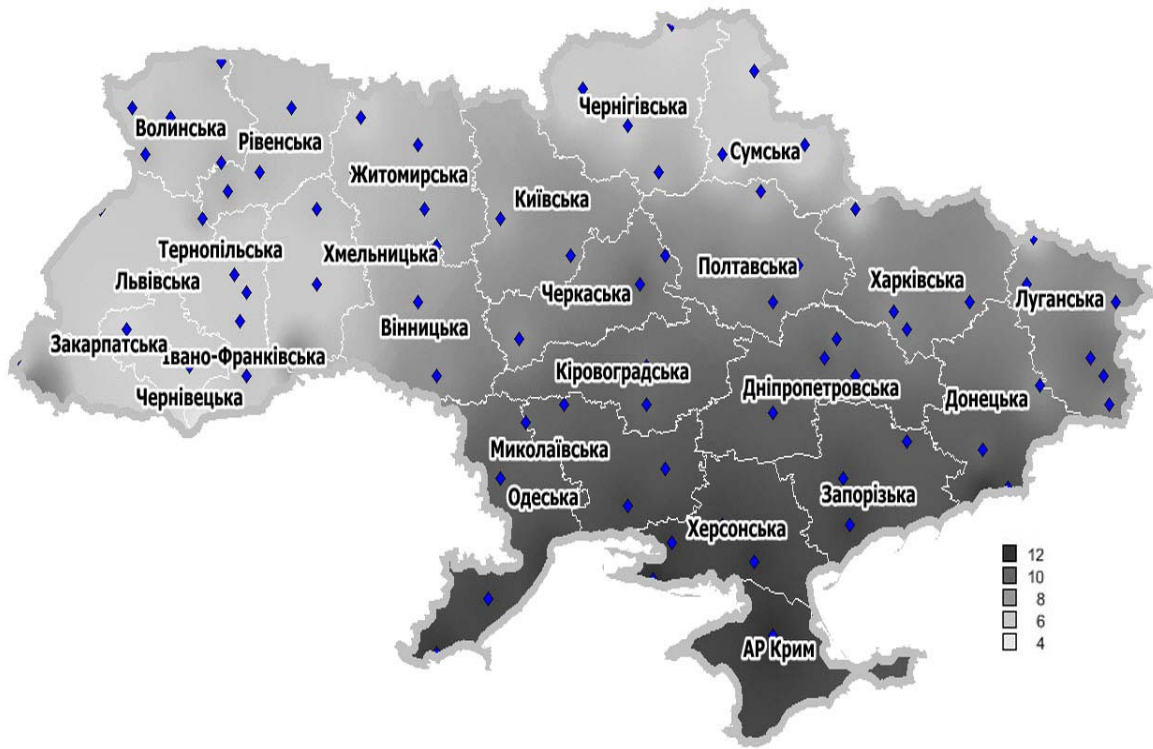 Чернігівська
Волинська
Рівенська
Сумська
Житомирська
Київська
Тернопільська
Хмельницька
Полтавська
Львівська
Харківська
Черкаська
Луганська
Вінницька
Закарпатська
Івано-Франківська
Кіровоградська
Дніпропетровська
Чернівецька
Донецька
Миколаївська
Одеська
Запорізька
Херсонська
АР Крим
12
10
8
6
4